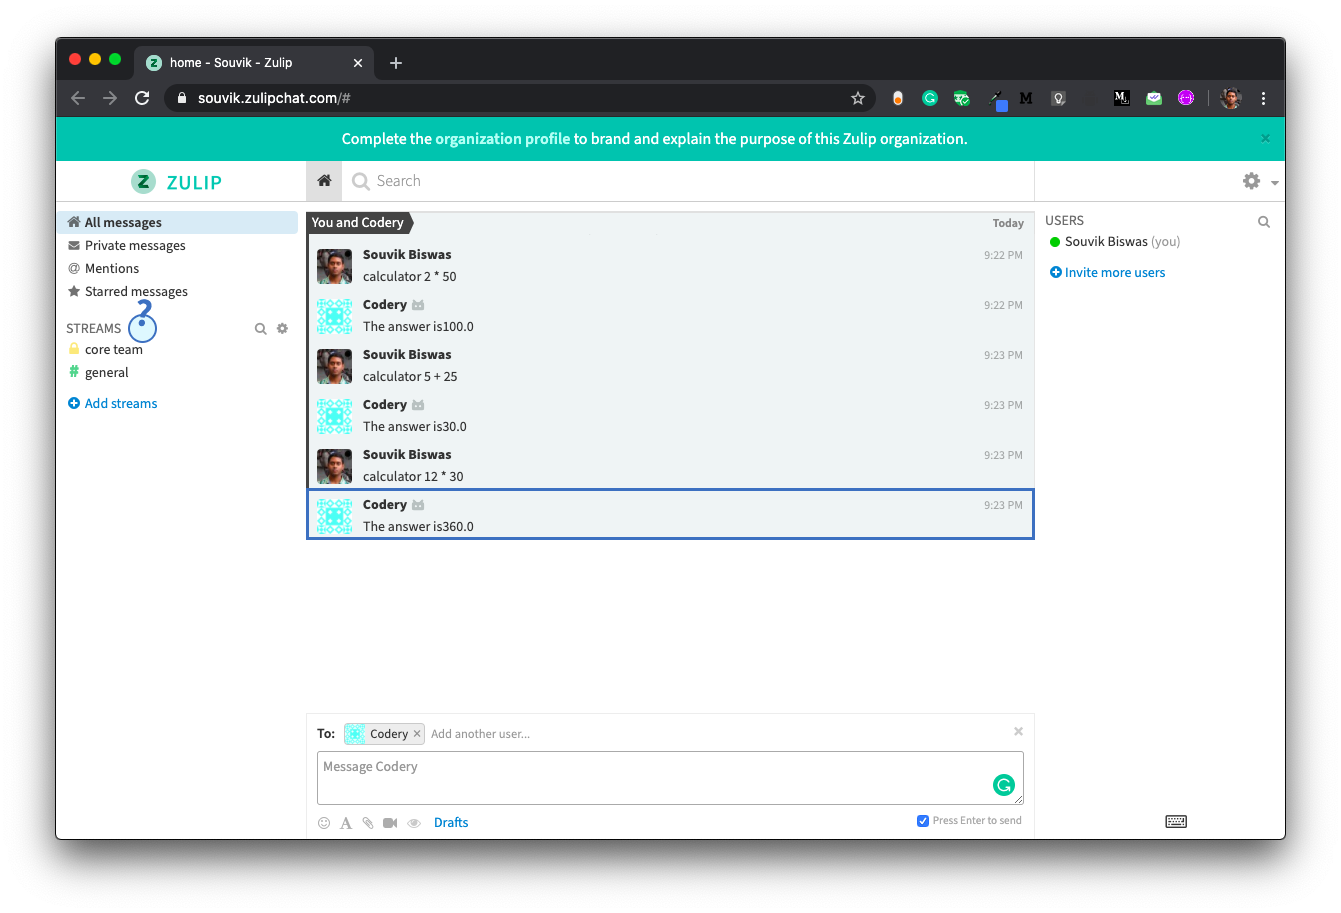 home - Souvik - Zulip
souvik.zulipchat.com/#
Complete the organization profile to brand and explain the purpose of this Zulip organization.
Z ZULIP
Search
All messages
Private messages
Mentions
Starred messages
?
STREAMS
core team
# general
Add streams
You and Codery Today
Souvik Biswas 9:22 PM
calculator 2 * 50
Codery 9:22 PM
The answer is100.0
Souvik Biswas 9:23 PM
calculator 5 + 25
Codery 9:23 PM
The answer is30.0
Souvik Biswas 9:23 PM
calculator 12 * 30
Codery 9:23 PM
The answer is360.0
USERS
Souvik Biswas (you)
Invite more users
To: Codery × Add another user...
Message Codery
Drafts
Press Enter to send